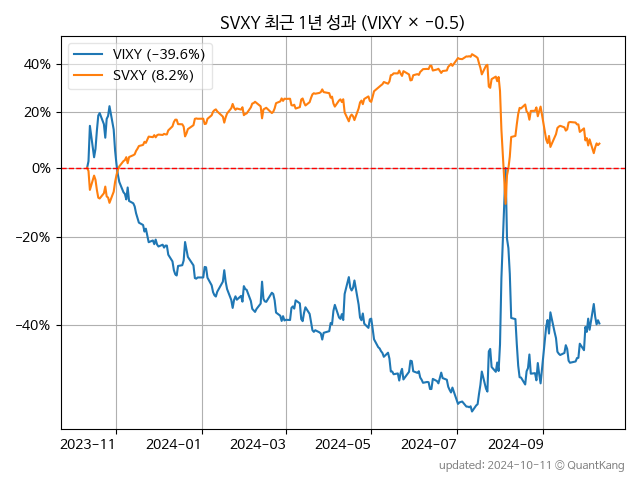 SVXY 최근 1년 성과 (VIXY × −0.5)
VIXY (−39.6%)
SVXY (8.2%)
40%
20%
0%
−20%
−40%
2023−11 2024−01 2024−03 2024−05 2024−07 2024−09
updated: 2024-10-11 © QuantKang